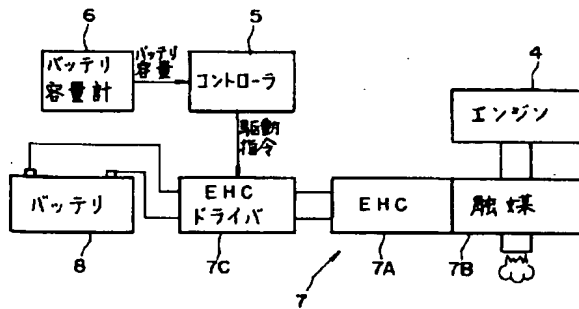 6
5
バッテリ
容量計
バッテリ
容量
コントローラ
4
エンジン
駆動
指令
バッテリ
8
EHC
ドライバ
7C
EHC
7A
触媒
7B
7